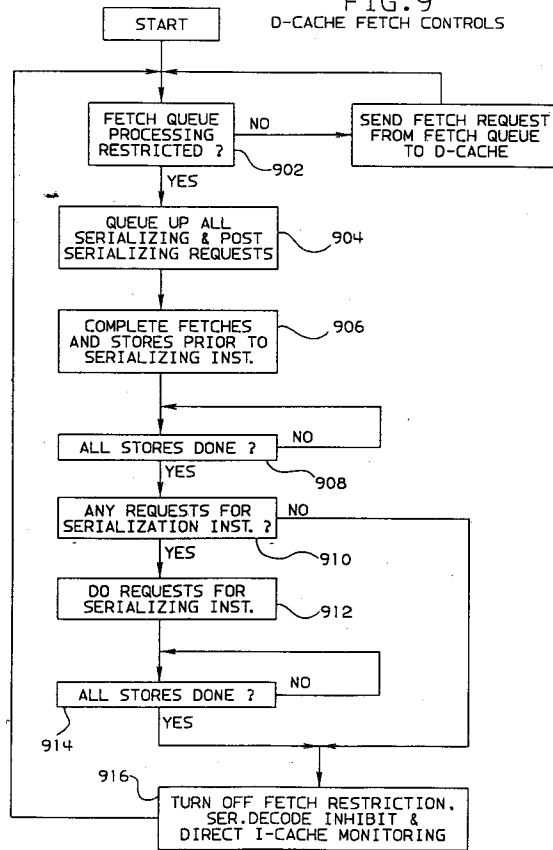 FIG.9
D-CACHE FETCH CONTROLS
START
FETCH QUEUE
PROCESSING
RESTRICTED ?
NO
902
YES
SEND FETCH REQUEST
FROM FETCH QUEUE
TO D-CACHE
QUEUE UP ALL
SERIALIZING & POST
SERIALIZING REQUESTS
904
COMPLETE FETCHES
AND STORES PRIOR TO
SERIALIZING INST.
906
ALL STORES DONE ?
NO
YES
908
ANY REQUESTS FOR
SERIALIZATION INST. ?
NO
YES
910
DO REQUESTS FOR
SERIALIZING INST.
912
ALL STORES DONE ?
NO
YES
914
916
TURN OFF FETCH RESTRICTION,
SER.DECODE INHIBIT &
DIRECT I-CACHE MONITORING